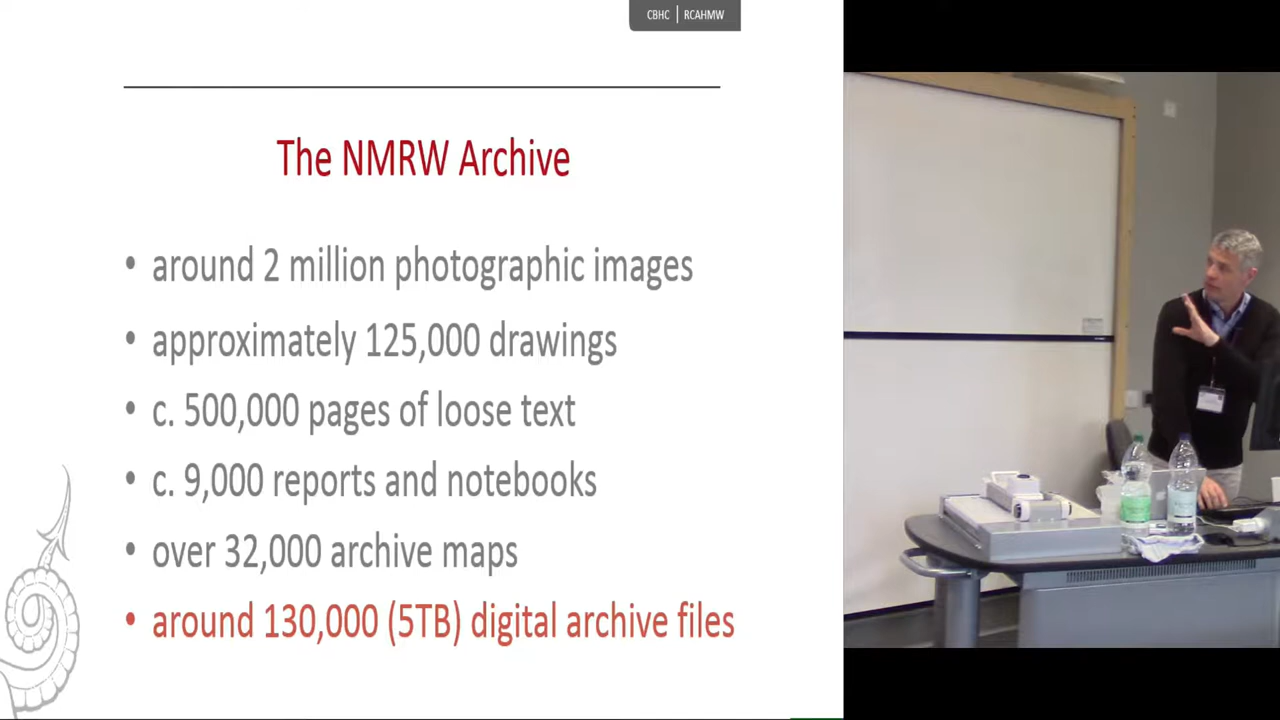 CBHC | RCAHMW
The NMRW Archive
• around 2 million photographic images
• approximately 125,000 drawings
• c. 500,000 pages of loose text
• c. 9,000 reports and notebooks
• over 32,000 archive maps
• around 130,000 (5TB) digital archive files